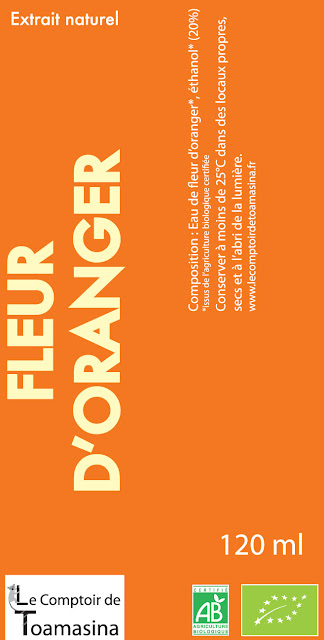 Extrait naturel
FLEUR
D'ORANGER
Composition : Eau de fleur d'oranger*, éthanol* (20%)
*Issus de l'agriculture biologique certifiée
Conserver à moins de 25°C dans des locaux propres,
secs et à l'abri de la lumière.
www.lecomptoirdetoamasina.fr
120 ml
Le Comptoir de
Toamasina
CERTIFIÉ
AB
AGRICULTURE
BIOLOGIQUE